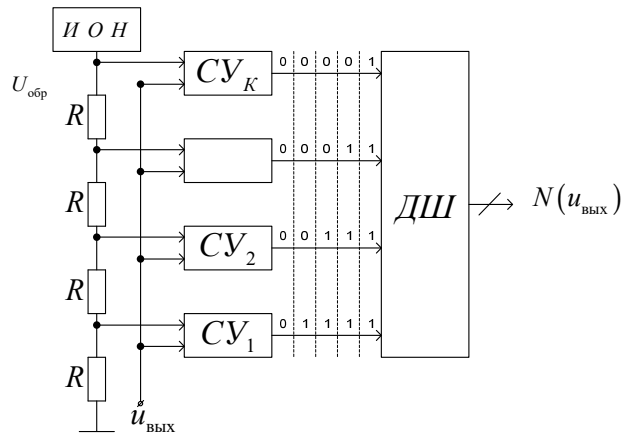 И О Н
U обр
СУ К
0 0 0 0 1
R
0 0 0 1 1
R
ДШ
N(u вых)
СУ 2
0 0 1 1 1
R
СУ 1
0 1 1 1 1
R
u вых